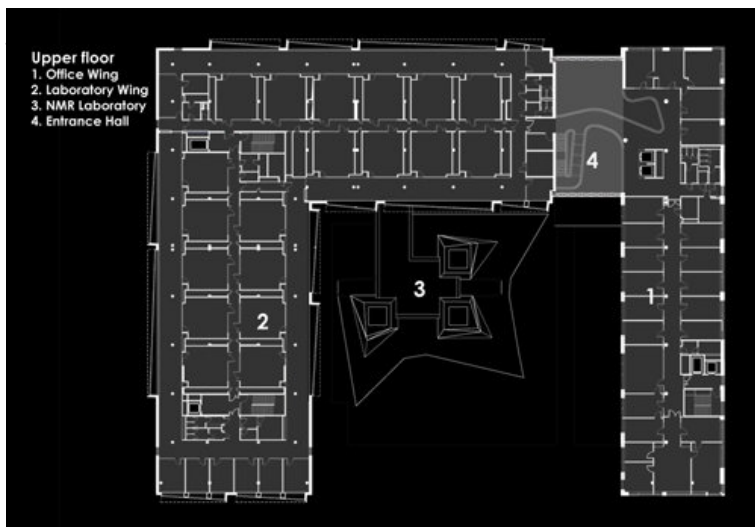 Upper floor
1. Office Wing
2. Laboratory Wing
3. NMR Laboratory
4. Entrance Hall
4
3
1
2